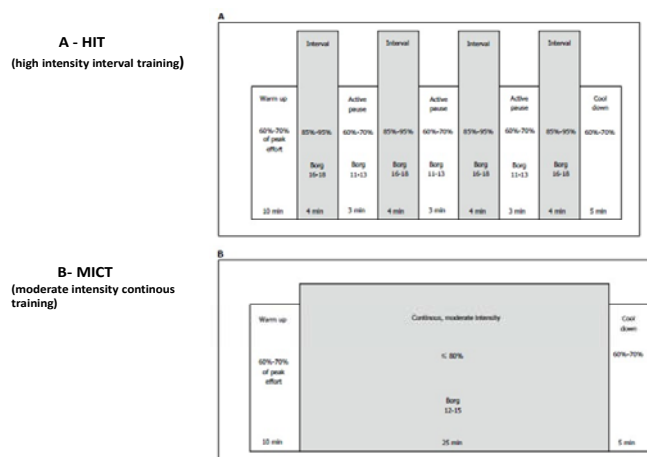 A - HIT
(high intensity interval training)
A
Interval
Interval
Interval
Interval
Warm up
Active
pause
Active
pause
Active
pause
Cool
down
60%-70%
of peak
effort
85%-95%
60%-70%
85%-95%
60%-70%
85%-95%
60%-70%
85%-95%
60%-70%
Borg
16-18
Borg
11-13
Borg
16-18
Borg
11-13
Borg
16-18
Borg
11-13
Borg
16-18
10 min
4 min
3 min
4 min
3 min
4 min
3 min
4 min
5 min
B- MICT
(moderate intensity continous
training)
B
Warm up
Continous, moderate intensity
Cool
down
60%-70%
of peak
effort
≤ 80%
60%-70%
Borg
12-15
10 min
25 min
5 min